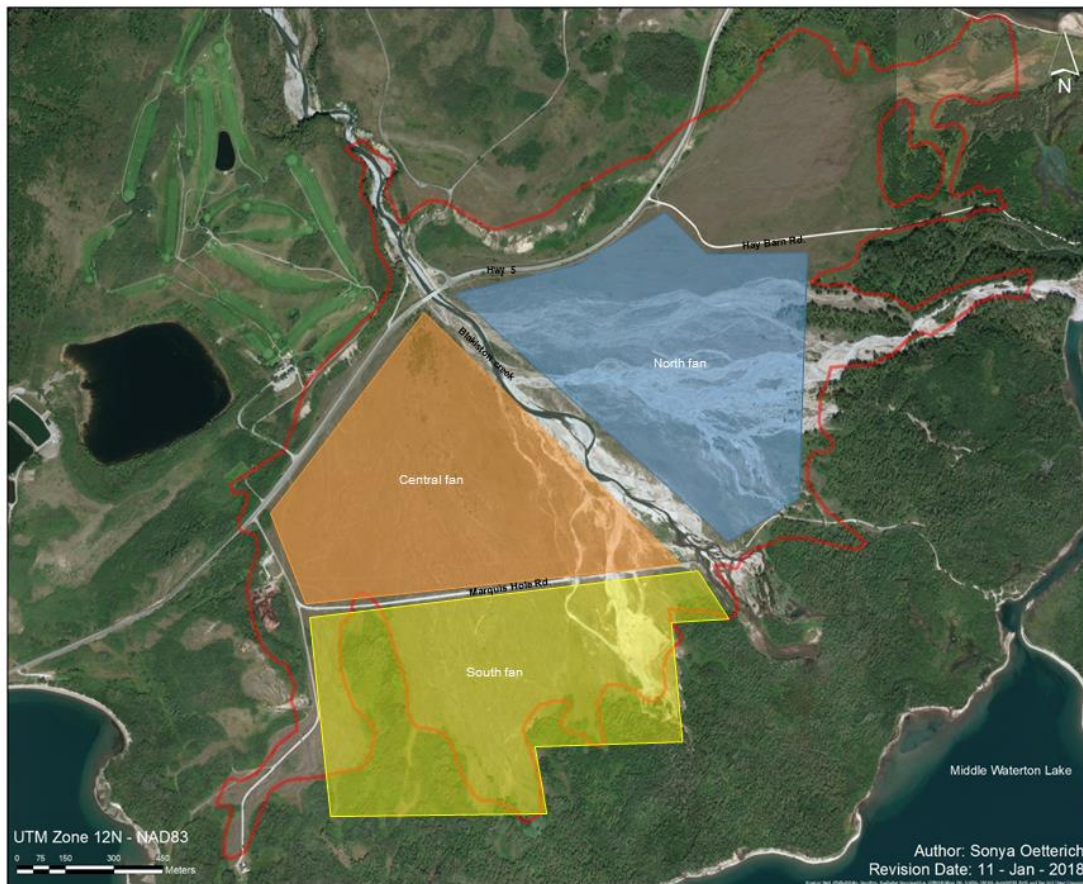 N
Hay Barn Rd.
Hwy. 5
Blakiston Creek
North fan
Central fan
Marquis Hole Rd.
South fan
Middle Waterton Lake
UTM Zone 12N - NAD83
0 75 150 300 450
Meters
Author: Sonya Oetterich
Revision Date: 11 - Jan - 2018